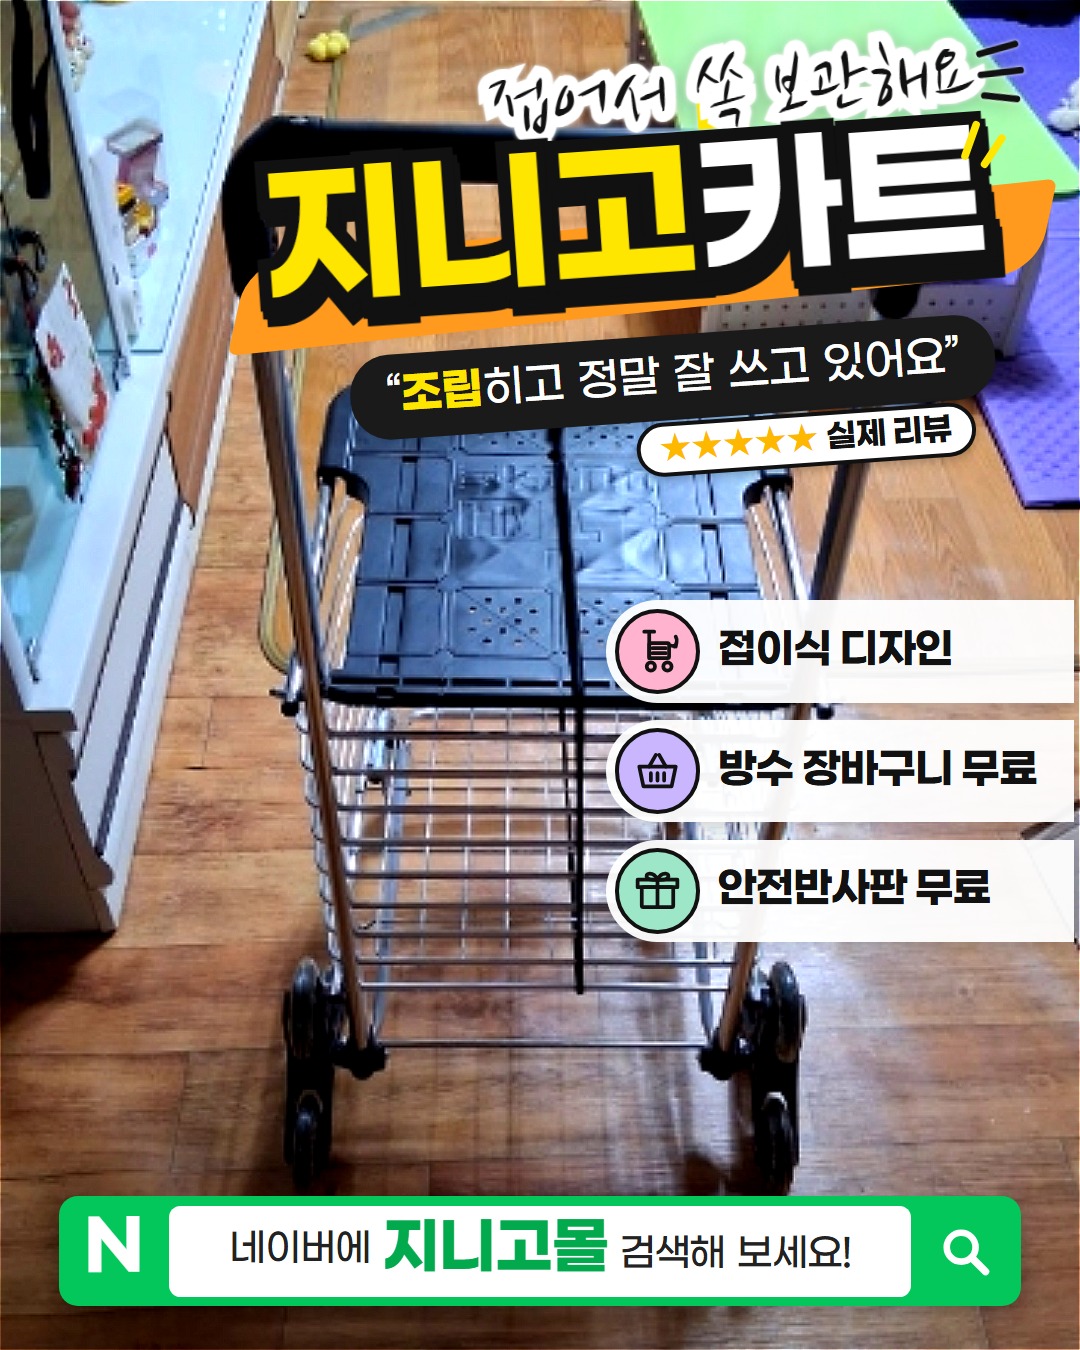 접어서 쏙 보관해요
지니고카트
“조립히고 정말 잘 쓰고 있어요”
★★★★★ 실제 리뷰
접이식 디자인
방수 장바구니 무료
안전반사판 무료
N 네이버에 지니고몰 검색해 보세요!